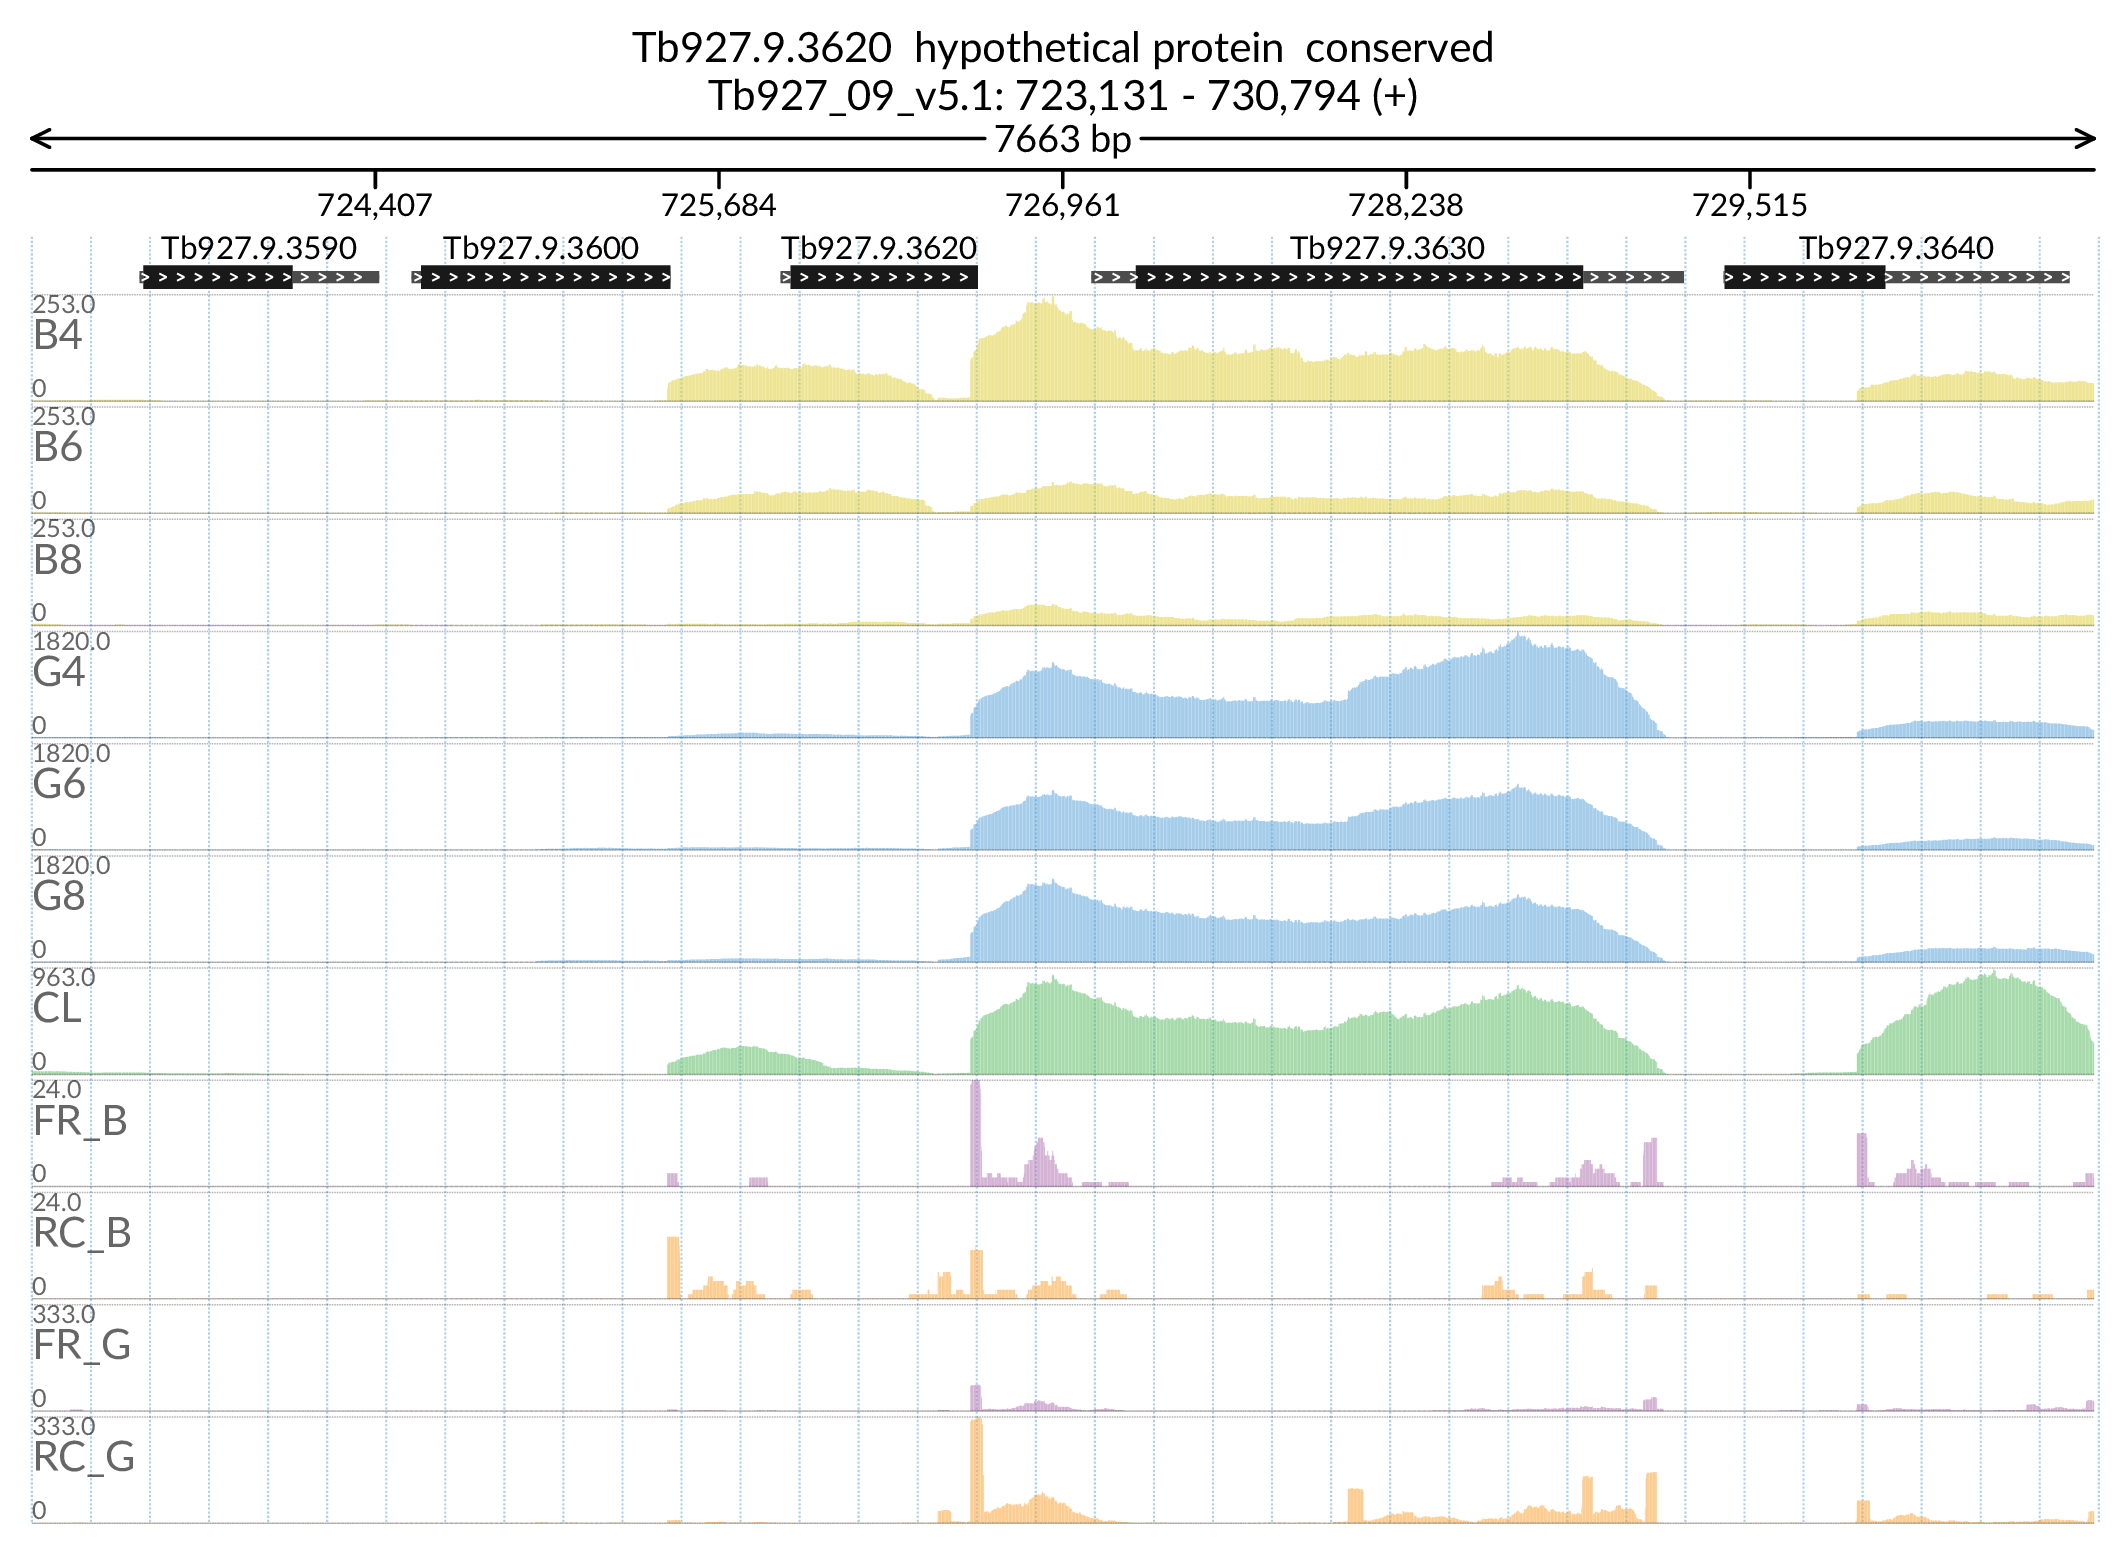 Tb927.9.3620  hypothetical protein  conserved
Tb927_09_v5.1: 723,131 - 730,794 (+)
7663 bp
724,407 725,684 726,961 728,238 729,515
Tb927.9.3590 Tb927.9.3600 Tb927.9.3620 Tb927.9.3630 Tb927.9.3640
253.0
B4
0
253.0
B6
0
253.0
B8
0
1820.0
G4
0
1820.0
G6
0
1820.0
G8
0
963.0
CL
0
24.0
FR_B
0
24.0
RC_B
0
333.0
FR_G
0
333.0
RC_G
0